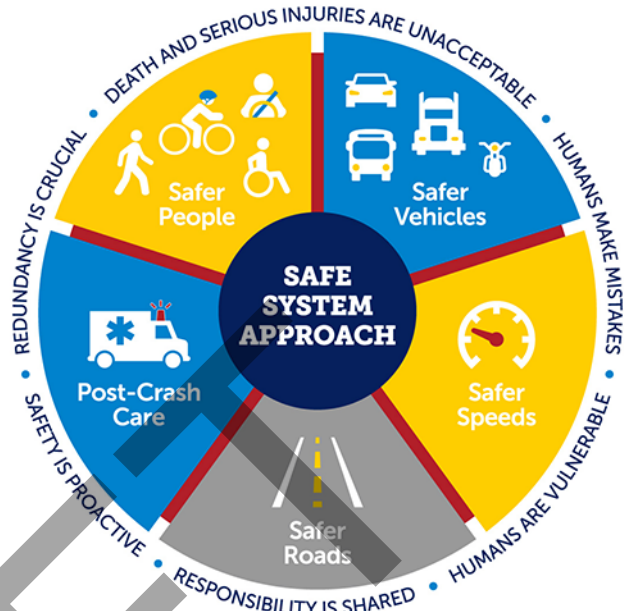 DEATH AND SERIOUS INJURIES ARE UNACCEPTABLE
HUMANS MAKE MISTAKES
HUMANS ARE VULNERABLE
RESPONSIBILITY IS SHARED
SAFETY IS PROACTIVE
REDUNDANCY IS CRUCIAL
Safer
People
Safer
Vehicles
SAFE
SYSTEM
APPROACH
Post-Crash
Care
Safer
Speeds
Safer
Roads